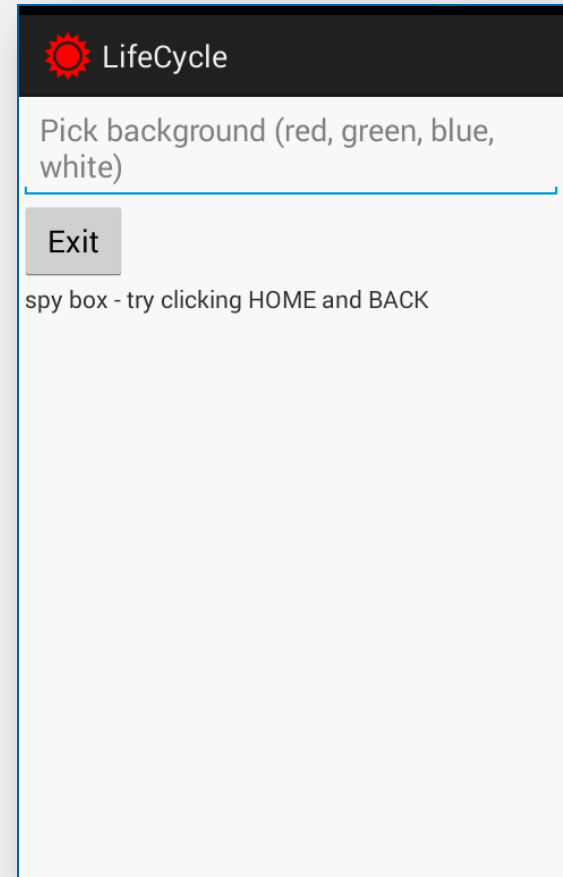 LifeCycle
Pick background (red, green, blue,
white)
Exit
spy box - try clicking HOME and BACK